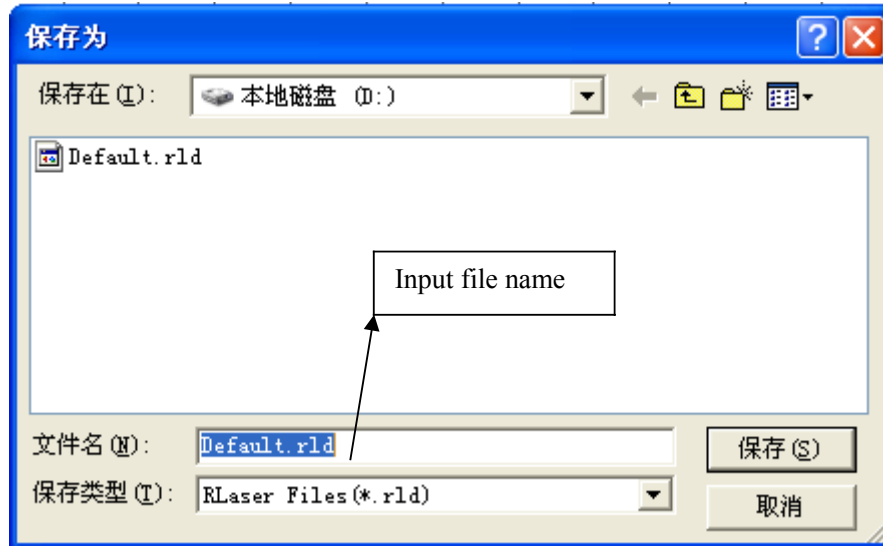 保存为
保存在(I): 本地磁盘 (D:)
Default.rld
Input file name
文件名(N): Default.rld 保存(S)
保存类型(T): RLaser Files(*.rld) 取消